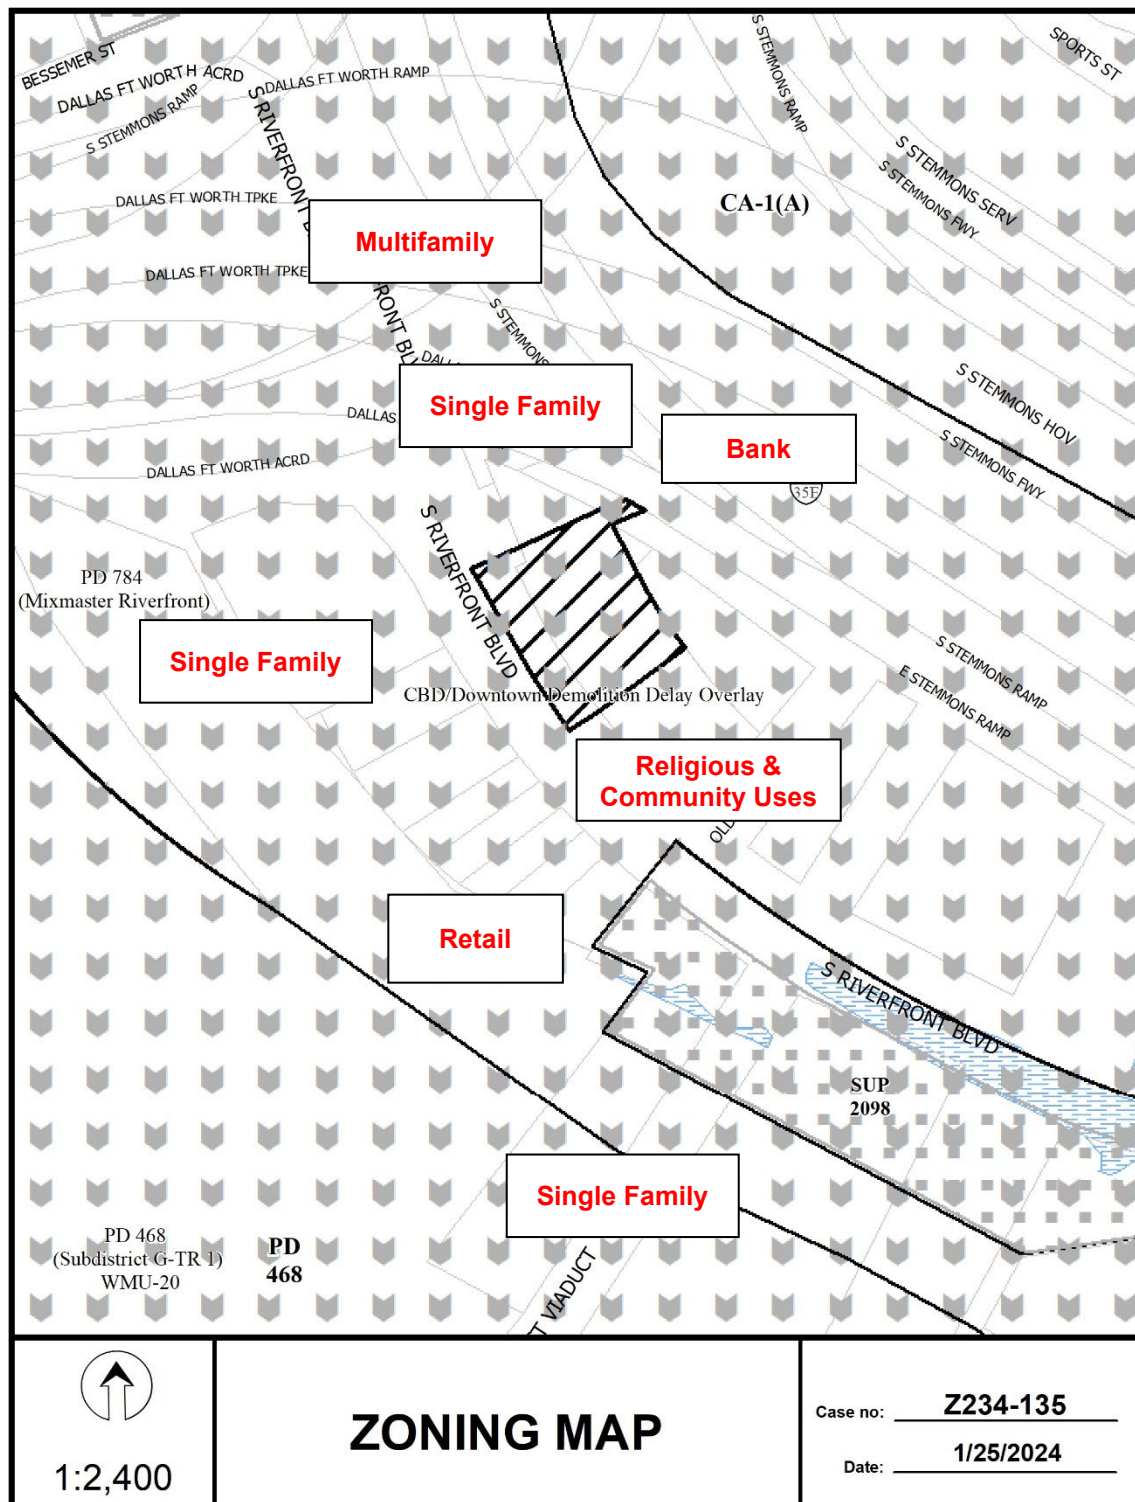 BESSEMER ST
DALLAS FT WORTH ACRD
S STEMMONS RAMP
DALLAS FT WORTH RAMP
S STEMMONS RAMP
SPORTS ST
S RIVERFRONT
DALLAS FT WORTH TPKE
DALLAS FT WORTH TPKE
Multifamily
CA-1(A)
S STEMMONS SERV
S STEMMONS FWY
RONT BL
S STEMMONS
DALL
Single Family
DALLAS
DALLAS FT WORTH ACRD
Bank
35E
S STEMMONS HOV
S STEMMONS FWY
S RIVERFRONT BLVD
PD 784
(Mixmaster Riverfront)
Single Family
CBD/Downtown Demolition Delay Overlay
S STEMMONS RAMP
E STEMMONS RAMP
Religious &
Community Uses
OLD
Retail
S RIVERFRONT BLVD
SUP
2098
Single Family
PD 468
(Subdistrict G-TR 1)
WMU-20
PD
468
CT VIADUCT
1:2,400
ZONING MAP
Case no: Z234-135
Date: 1/25/2024